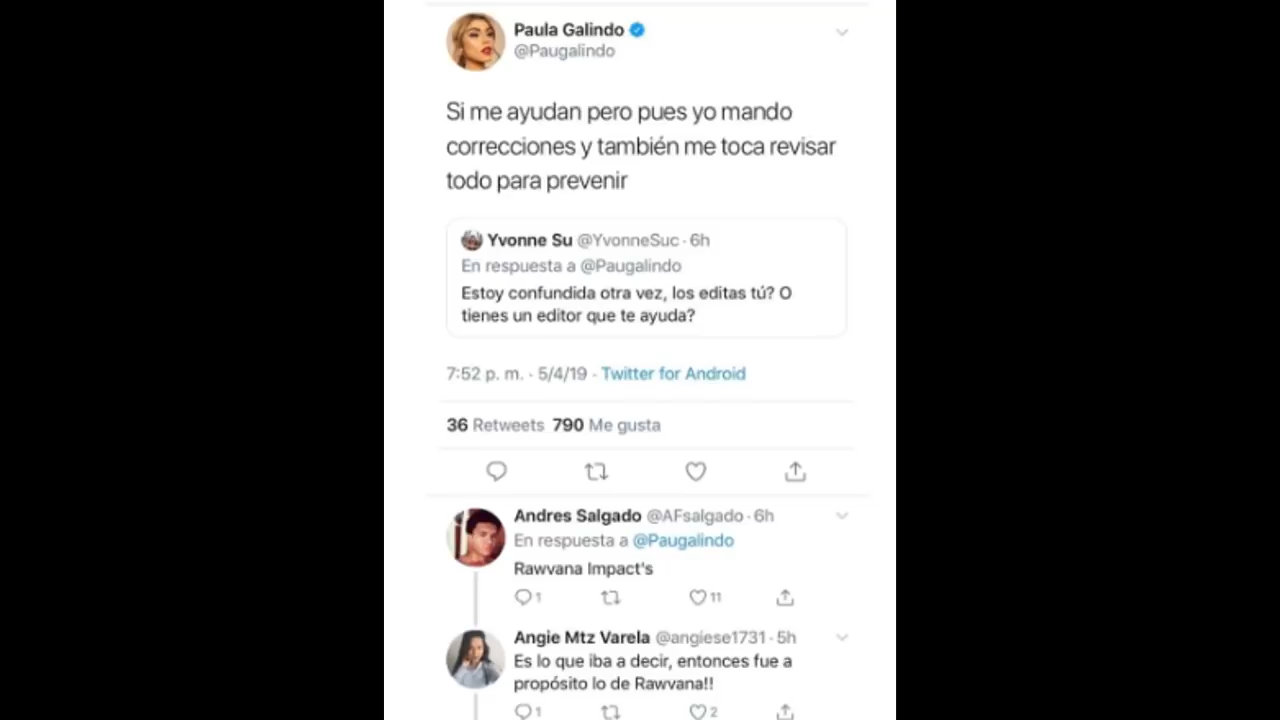 Paula Galindo
@Paugalindo
Si me ayudan pero pues yo mando
correcciones y también me toca revisar
todo para prevenir
Yvonne Su @YvonneSuc · 6h
En respuesta a @Paugalindo
Estoy confundida otra vez, los editas tú? O
tienes un editor que te ayuda?
7:52 p. m. · 5/4/19 · Twitter for Android
36 Retweets 790 Me gusta
Andres Salgado @AFsalgado · 6h
En respuesta a @Paugalindo
Rawvana Impact's
1 11
Angie Mtz Varela @angiese1731 · 5h
Es lo que iba a decir, entonces fue a
propósito lo de Rawvana!!
1 2